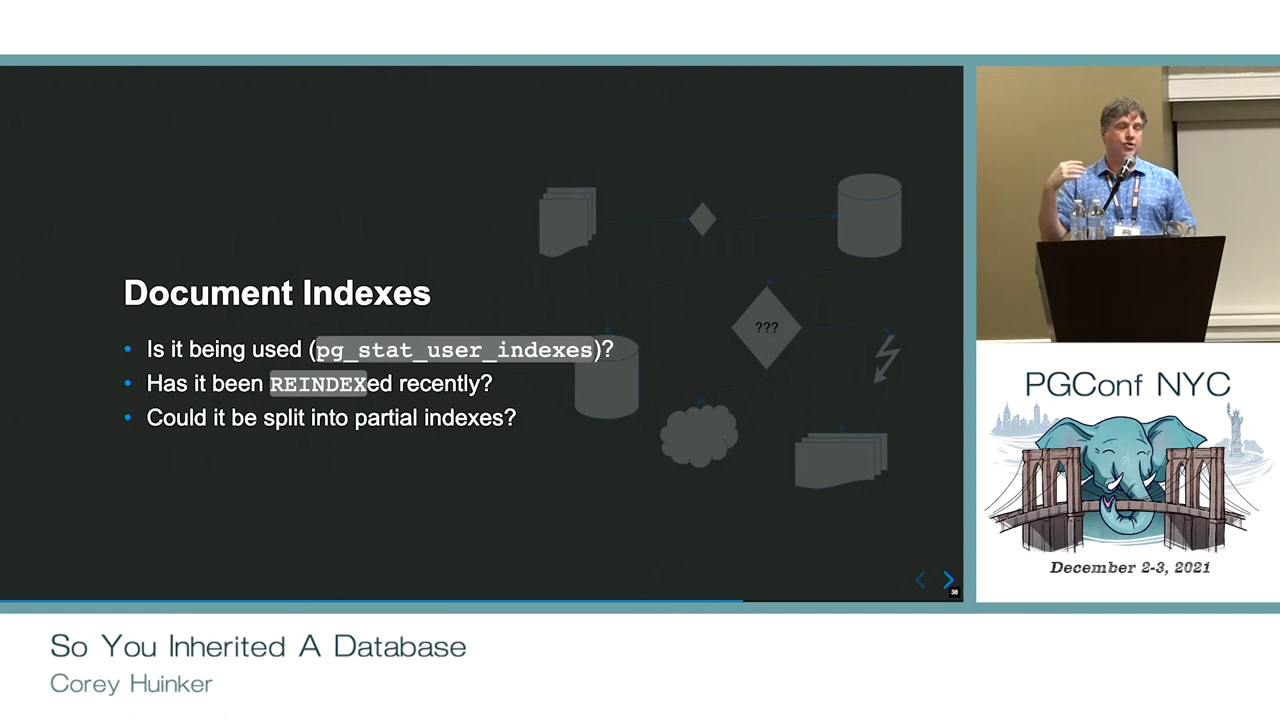 Document Indexes
• Is it being used (pg_stat_user_indexes)?
• Has it been REINDEXed recently?
• Could it be split into partial indexes?
???
38
PGConf NYC
December 2-3, 2021
So You Inherited A Database
Corey Huinker